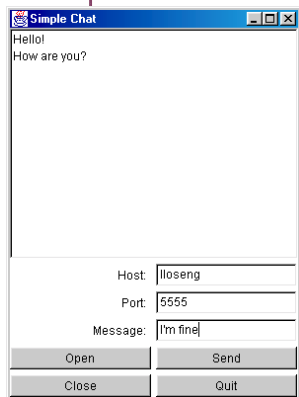 Simple Chat
Hello!
How are you?
Host: lloseng
Port: 5555
Message: I'm fine
Open Send
Close Quit